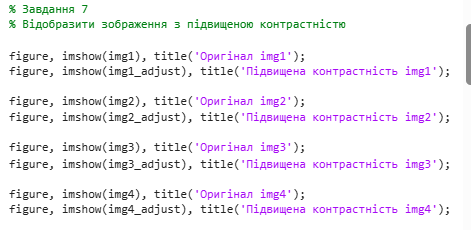 % Завдання 7
% Відобразити зображення з підвищеною контрастністю
figure, imshow(img1), title('Оригінал img1');
figure, imshow(img1_adjust), title('Підвищена контрастність img1');
figure, imshow(img2), title('Оригінал img2');
figure, imshow(img2_adjust), title('Підвищена контрастність img2');
figure, imshow(img3), title('Оригінал img3');
figure, imshow(img3_adjust), title('Підвищена контрастність img3');
figure, imshow(img4), title('Оригінал img4');
figure, imshow(img4_adjust), title('Підвищена контрастність img4');